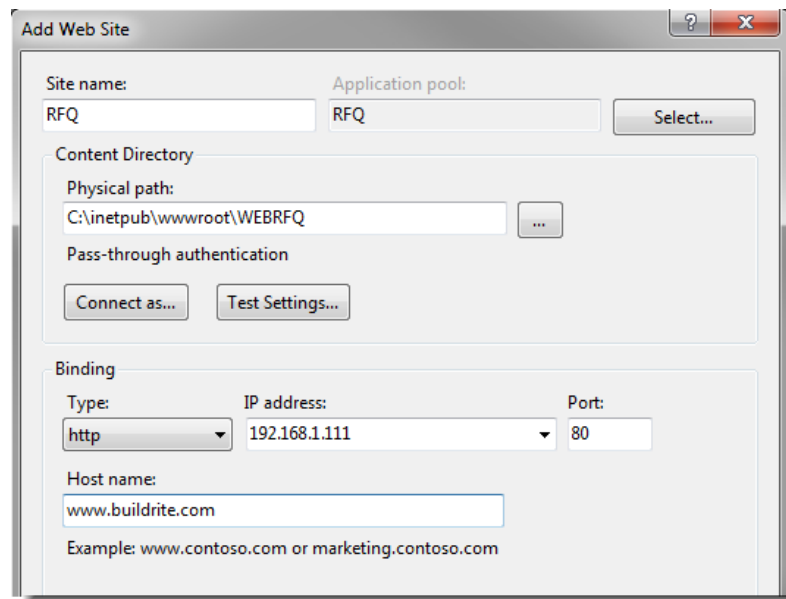 Add Web Site
Site name: Application pool:
RFQ RFQ Select...
Content Directory
Physical path:
C:\inetpub\wwwroot\WEBRFQ ...
Pass-through authentication
Connect as... Test Settings...
Binding
Type: IP address: Port:
http 192.168.1.111 80
Host name:
www.buildrite.com
Example: www.contoso.com or marketing.contoso.com